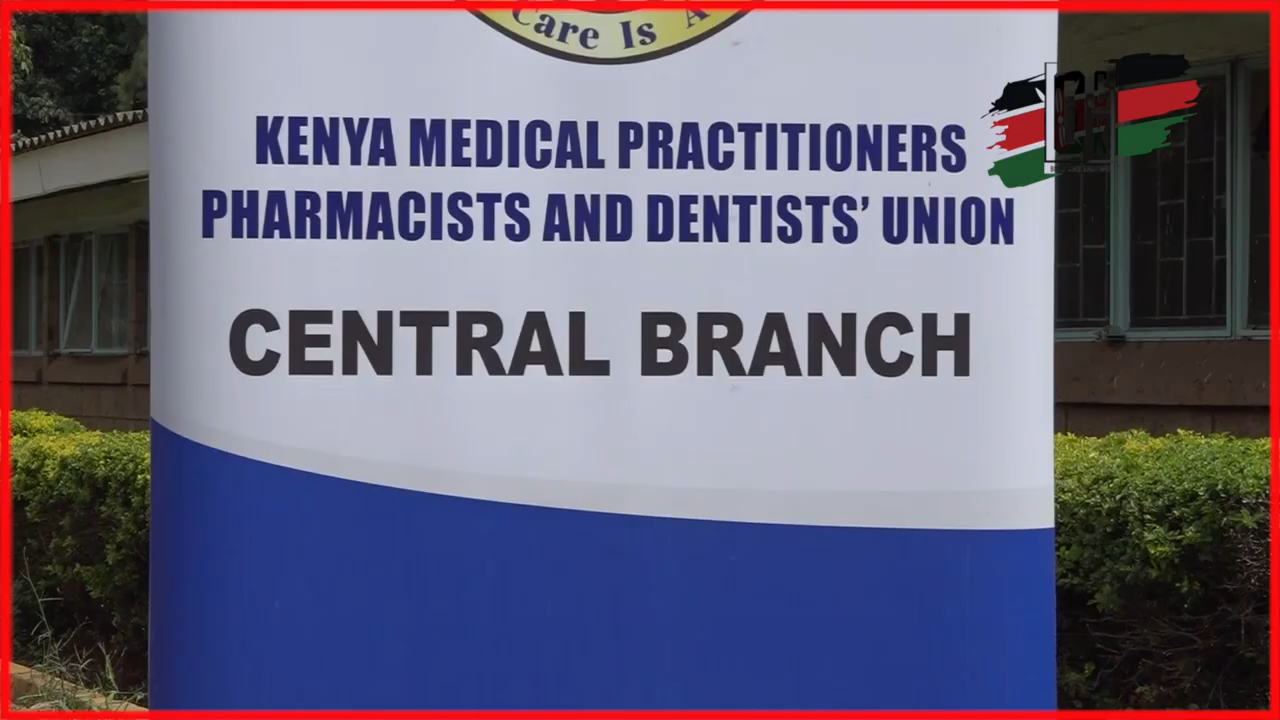 Care Is A
KENYA MEDICAL PRACTITIONERS
PHARMACISTS AND DENTISTS' UNION
CENTRAL BRANCH